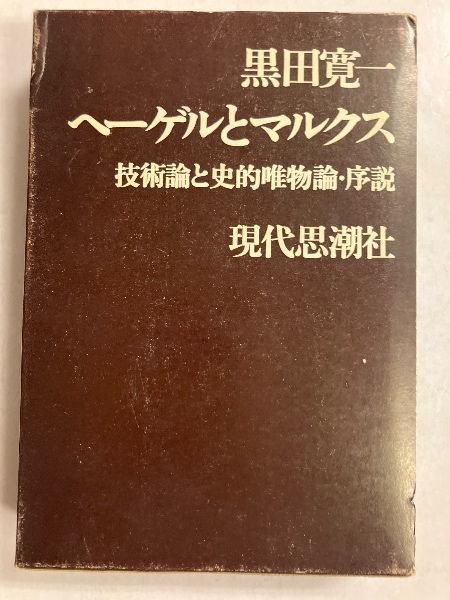 黒田寛一
ヘーゲルとマルクス
技術論と史的唯物論・序説
現代思潮社